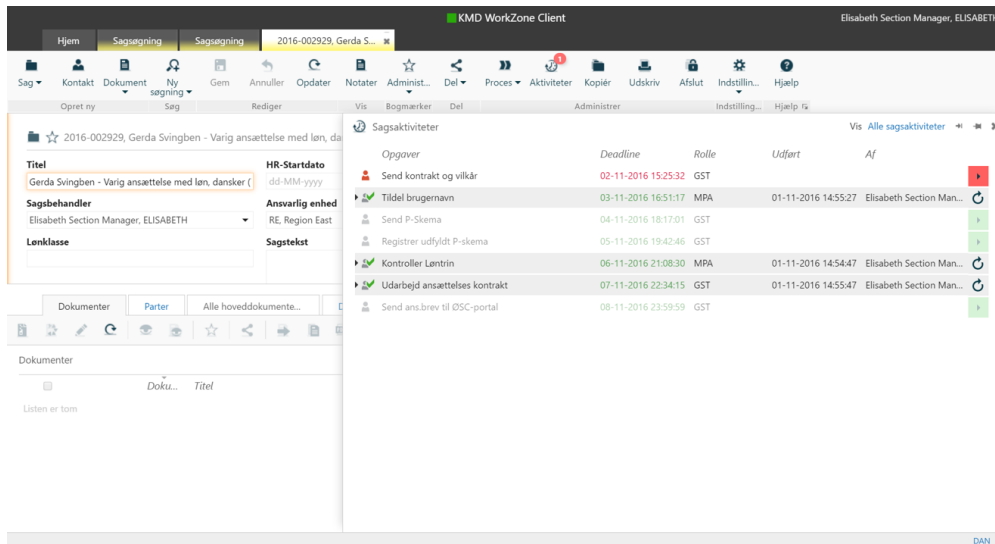 KMD WorkZone Client
Elisabeth Section Manager, ELISABETH
Hjem Sagsøgning Sagsøgning 2016-002929, Gerda S...
Sag Kontakt Dokument Ny søgning Gem Annuller Opdater Notater Administ... Del Proces Aktiviteter 1 Kopiér Udskriv Afslut Indstillin... Hjælp
Opret ny Søg Rediger Vis Bogmærker Del Administrer Indstilling... Hjælp
2016-002929, Gerda Svingben - Varig ansættelse med løn, da
Titel HR-Startdato
Gerda Svingben - Varig ansættelse med løn, dansker ( dd-MM-yyyy
Sagsbehandler Ansvarlig enhed
Elisabeth Section Manager, ELISABETH RE, Region East
Lønklasse Sagstekst
Dokumenter Parter Alle hoveddokumente... D
Dokumenter
Doku... Titel
Listen er tom
Sagsaktiviteter Vis Alle sagsaktiviteter
Opgaver Deadline Rolle Udført Af
Send kontrakt og vilkår 02-11-2016 15:25:32 GST
Tildel brugernavn 03-11-2016 16:51:17 MPA 01-11-2016 14:55:27 Elisabeth Section Man...
Send P-Skema 04-11-2016 18:17:01 GST
Registrer udfyldt P-skema 05-11-2016 19:42:46 GST
Kontroller Løntrin 06-11-2016 21:08:30 MPA 01-11-2016 14:54:47 Elisabeth Section Man...
Udarbejd ansættelses kontrakt 07-11-2016 22:34:15 GST 01-11-2016 14:55:47 Elisabeth Section Man...
Send ans.brev til ØSC-portal 08-11-2016 23:59:59 GST
DAN